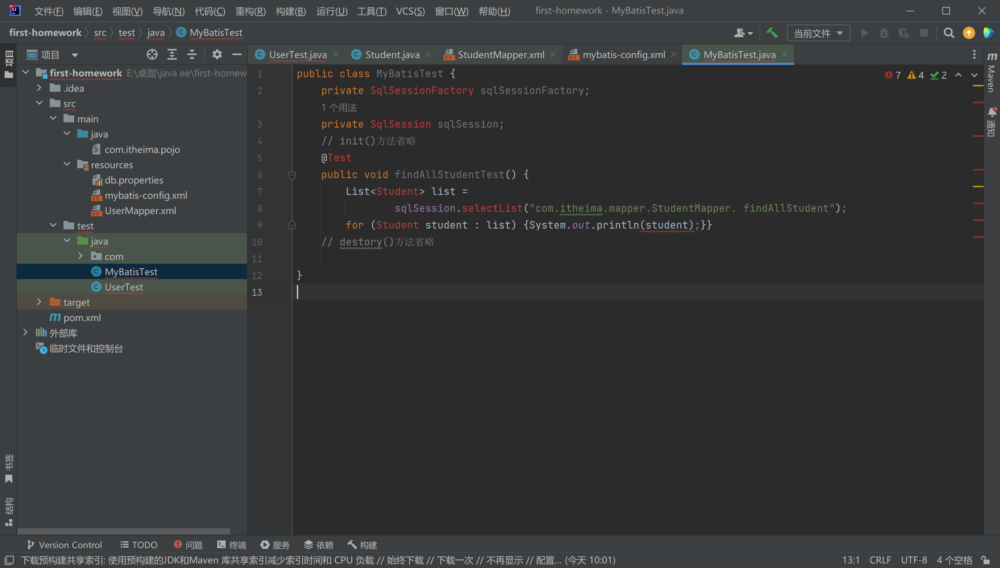 文件(F) 编辑(E) 视图(V) 导航(N) 代码(C) 重构(R) 构建(B) 运行(U) 工具(T) VCS(S) 窗口(W) 帮助(H) first-homework - MyBatisTest.java
first-homework src test java MyBatisTest 当前文件
项目 UserTest.java Student.java StudentMapper.xml mybatis-config.xml MyBatisTest.java
项目
first-homework E:\桌面\java ee\first-homew
.idea
src
main
java
com.itheima.pojo
resources
db.properties
mybatis-config.xml
UserMapper.xml
test
java
com
MyBatisTest
UserTest
target
pom.xml
外部库
临时文件和控制台
书签
结构
1 public class MyBatisTest {
2 private SqlSessionFactory sqlSessionFactory;
1 个用法
3 private SqlSession sqlSession;
4 // init()方法省略
5 @Test
6 public void findAllStudentTest() {
7 List<Student> list =
8 sqlSession.selectList("com.itheima.mapper.StudentMapper. findAllStudent");
9 for (Student student : list) {System.out.println(student);}}
10 // destory()方法省略
11
12 }
13
7 4 2
m
Maven
通知
Version Control TODO 问题 终端 服务 依赖 构建
下载预构建共享索引: 使用预构建的JDK和Maven 库共享索引减少索引时间和 CPU 负载 // 始终下载 // 下载一次 // 不再显示 // 配置... (今天 10:01) 13:1 CRLF UTF-8 4 个空格